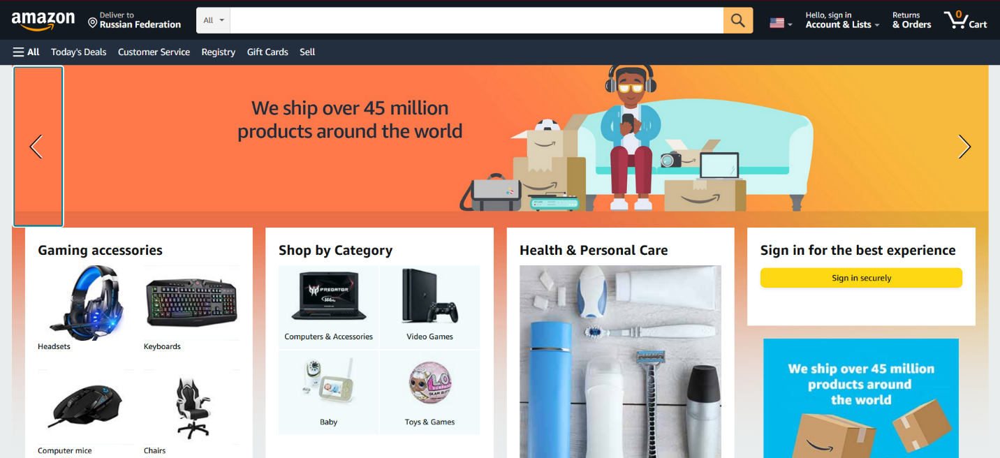 amazon
Deliver to
Russian Federation
All
Hello, sign in
Account & Lists
Returns
& Orders
0
Cart
All
Today's Deals
Customer Service
Registry
Gift Cards
Sell
We ship over 45 million
products around the world
Gaming accessories
Headsets
Keyboards
Computer mice
Chairs
Shop by Category
PREDATOR
Computers & Accessories
Video Games
Baby
L.O.L
GLAM GLITTER
Toys & Games
Health & Personal Care
Sign in for the best experience
Sign in securely
We ship over 45 million
products around
the world